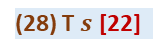 (28) T s [22]